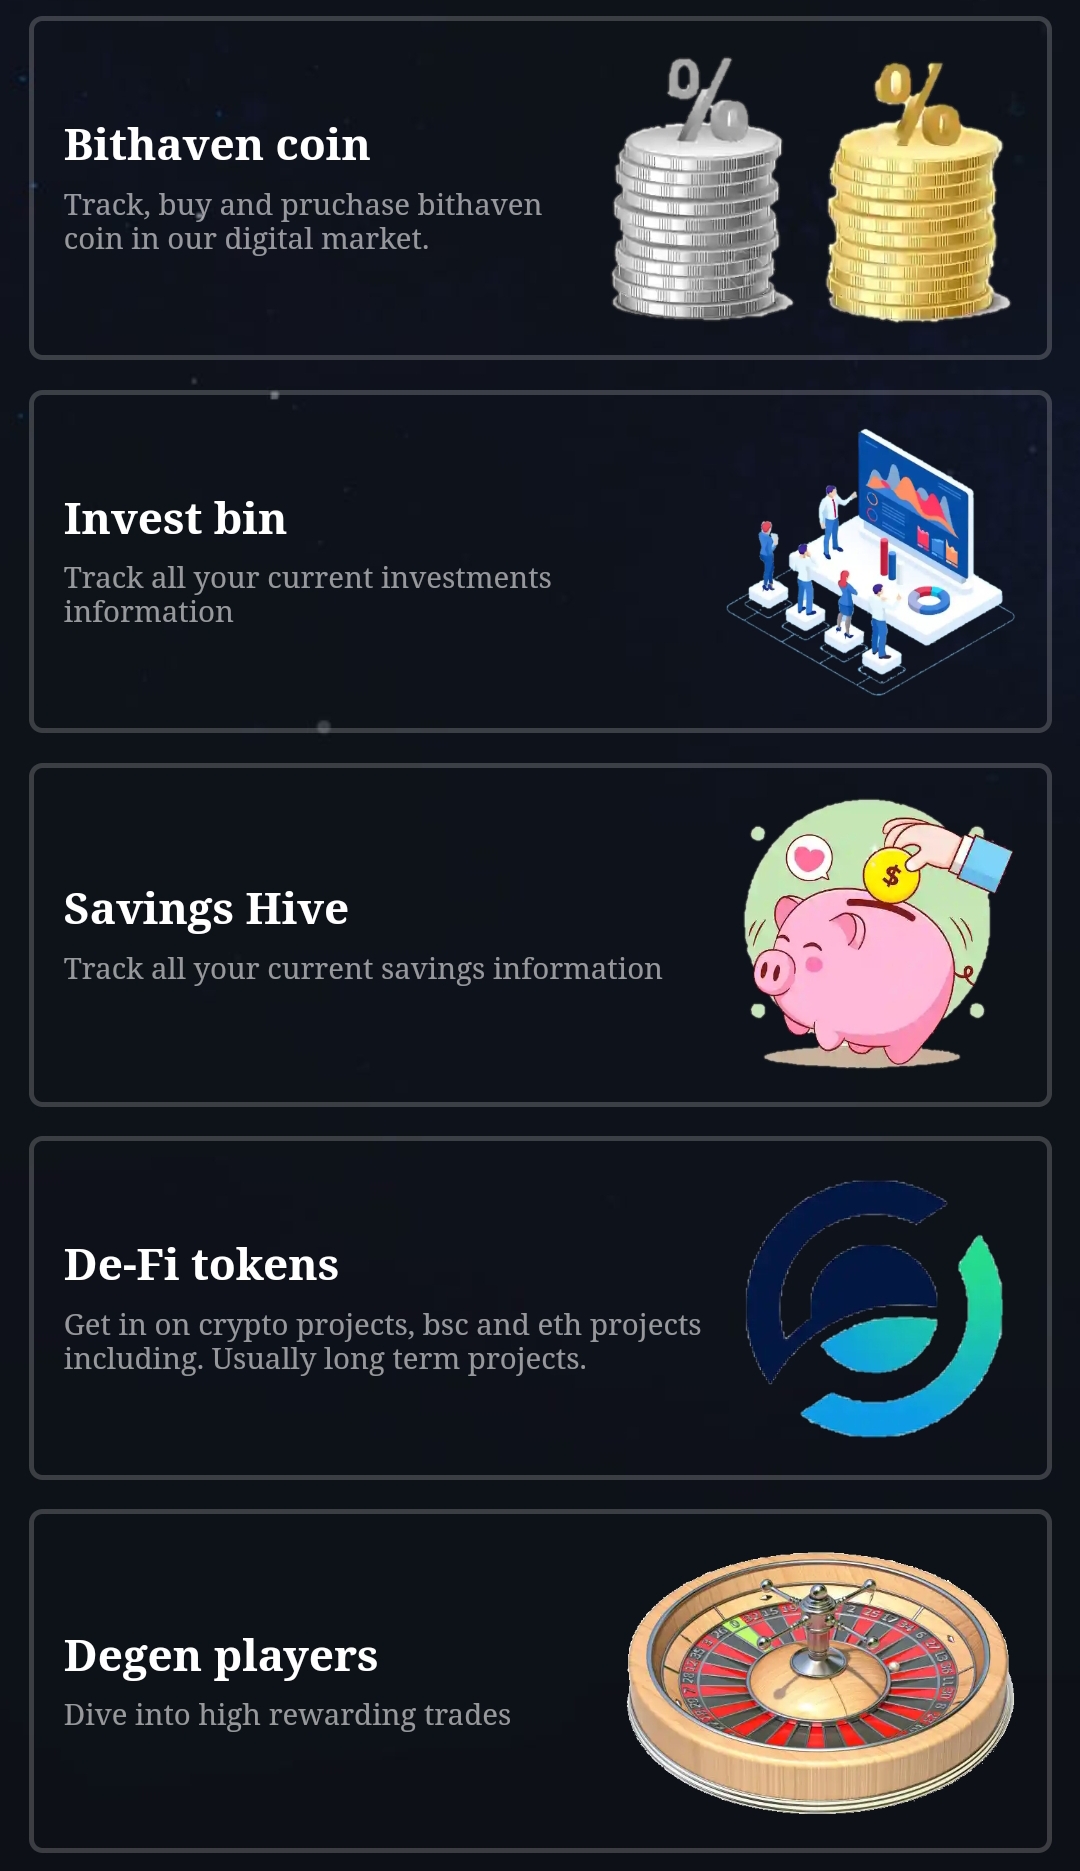 Bithaven coin
Track, buy and pruchase bithaven
coin in our digital market.
Invest bin
Track all your current investments
information
Savings Hive
Track all your current savings information
De-Fi tokens
Get in on crypto projects, bsc and eth projects
including. Usually long term projects.
Degen players
Dive into high rewarding trades